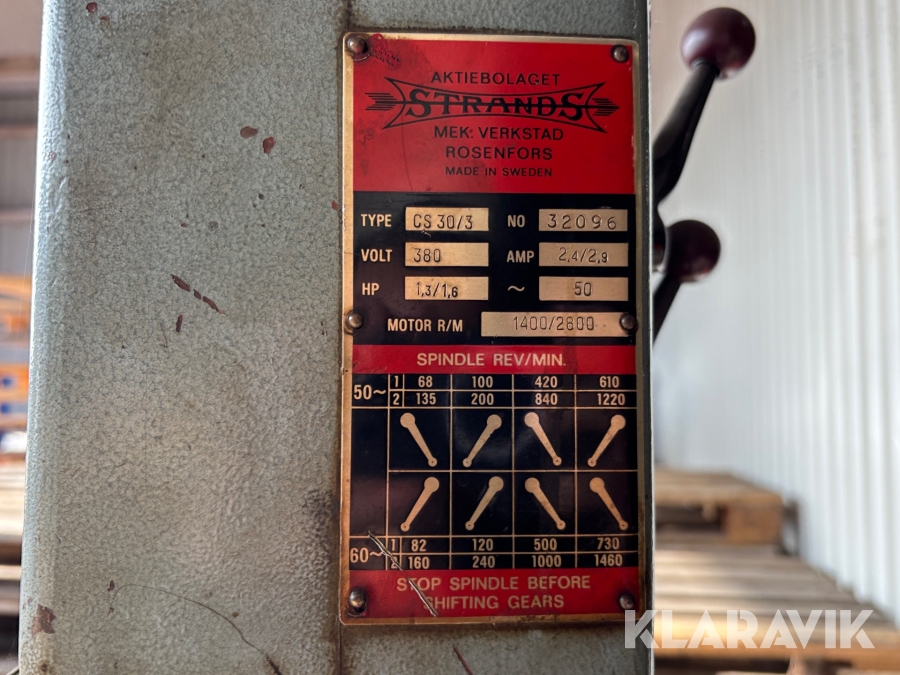 AKTIEBOLAGET
STRANDS
MEK: VERKSTAD
ROSENFORS
MADE IN SWEDEN
TYPE CS 30/3 NO 32096
VOLT 380 AMP 2,4/2,9
HP 1,3/1,6 ~ 50
MOTOR R/M 1400/2800
SPINDLE REV/MIN.
50~ 1 68 100 420 610
2 135 200 840 1220
60~ 1 82 120 500 730
2 160 240 1000 1460
STOP SPINDLE BEFORE
SHIFTING GEARS
KLARAVIK